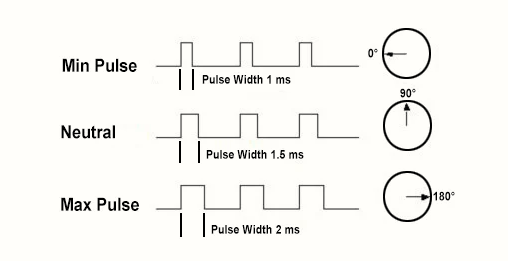 Min Pulse
Pulse Width 1 ms
0°
Neutral
Pulse Width 1.5 ms
90°
Max Pulse
Pulse Width 2 ms
180°